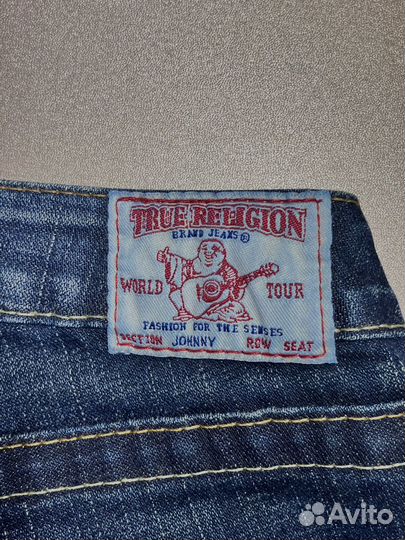 TRUE RELIGION
BRAND JEANS®
WORLD TOUR
FASHION FOR THE SENSES
SECTION JOHNNY ROW SEAT
Avito